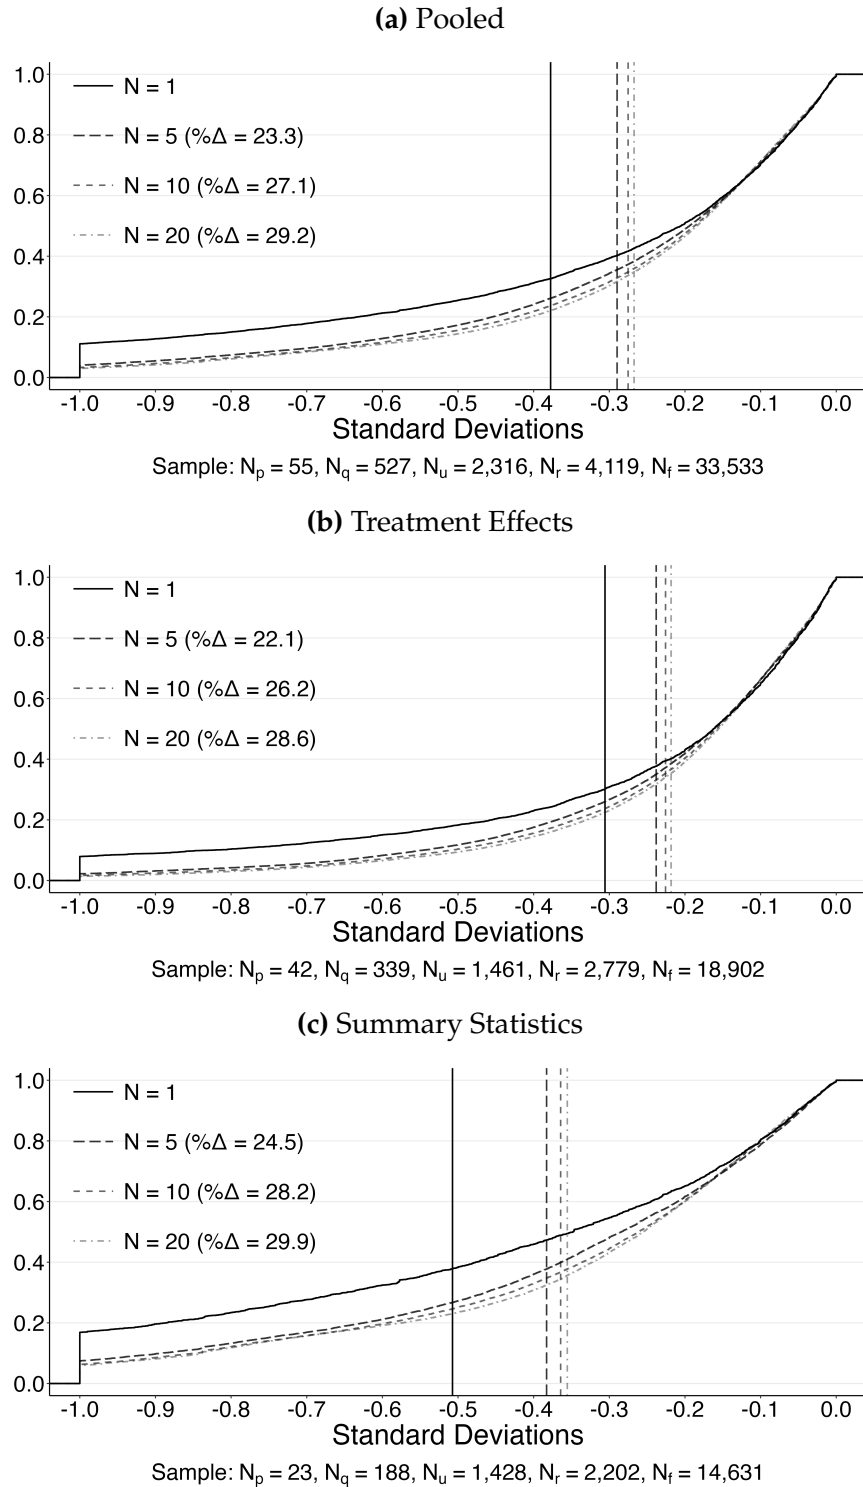 (a) Pooled
1.0
N = 1
0.8
N = 5 (%Δ = 23.3)
N = 10 (%Δ = 27.1)
0.6
N = 20 (%Δ = 29.2)
0.4
0.2
0.0
-1.0 -0.9 -0.8 -0.7 -0.6 -0.5 -0.4 -0.3 -0.2 -0.1 0.0
Standard Deviations
Sample: Np = 55, Nq = 527, Nu = 2,316, Nr = 4,119, Nf = 33,533
(b) Treatment Effects
1.0
N = 1
0.8
N = 5 (%Δ = 22.1)
N = 10 (%Δ = 26.2)
0.6
N = 20 (%Δ = 28.6)
0.4
0.2
0.0
-1.0 -0.9 -0.8 -0.7 -0.6 -0.5 -0.4 -0.3 -0.2 -0.1 0.0
Standard Deviations
Sample: Np = 42, Nq = 339, Nu = 1,461, Nr = 2,779, Nf = 18,902
(c) Summary Statistics
1.0
N = 1
0.8
N = 5 (%Δ = 24.5)
N = 10 (%Δ = 28.2)
0.6
N = 20 (%Δ = 29.9)
0.4
0.2
0.0
-1.0 -0.9 -0.8 -0.7 -0.6 -0.5 -0.4 -0.3 -0.2 -0.1 0.0
Standard Deviations
Sample: Np = 23, Nq = 188, Nu = 1,428, Nr = 2,202, Nf = 14,631